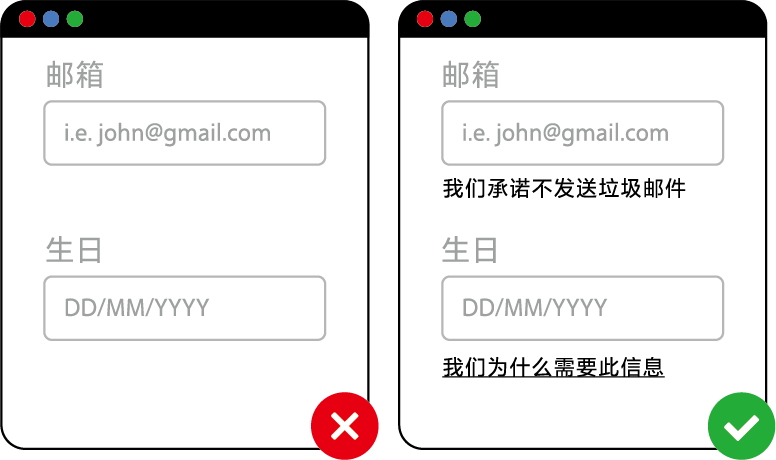 邮箱
i.e. john@gmail.com
生日
DD/MM/YYYY
邮箱
i.e. john@gmail.com
我们承诺不发送垃圾邮件
生日
DD/MM/YYYY
我们为什么需要此信息